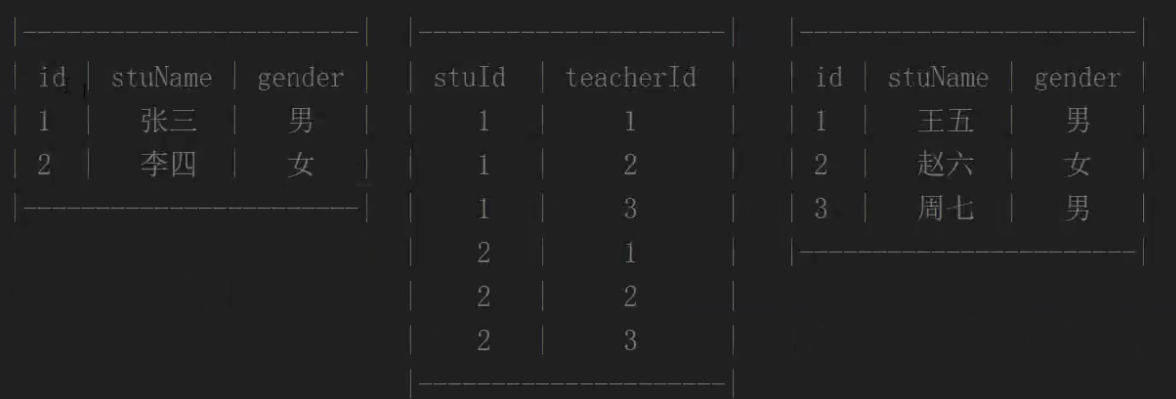 id stuName gender
1 张三 男
2 李四 女
stuId teacherId
1 1
1 2
1 3
2 1
2 2
2 3
id stuName gender
1 王五 男
2 赵六 女
3 周七 男